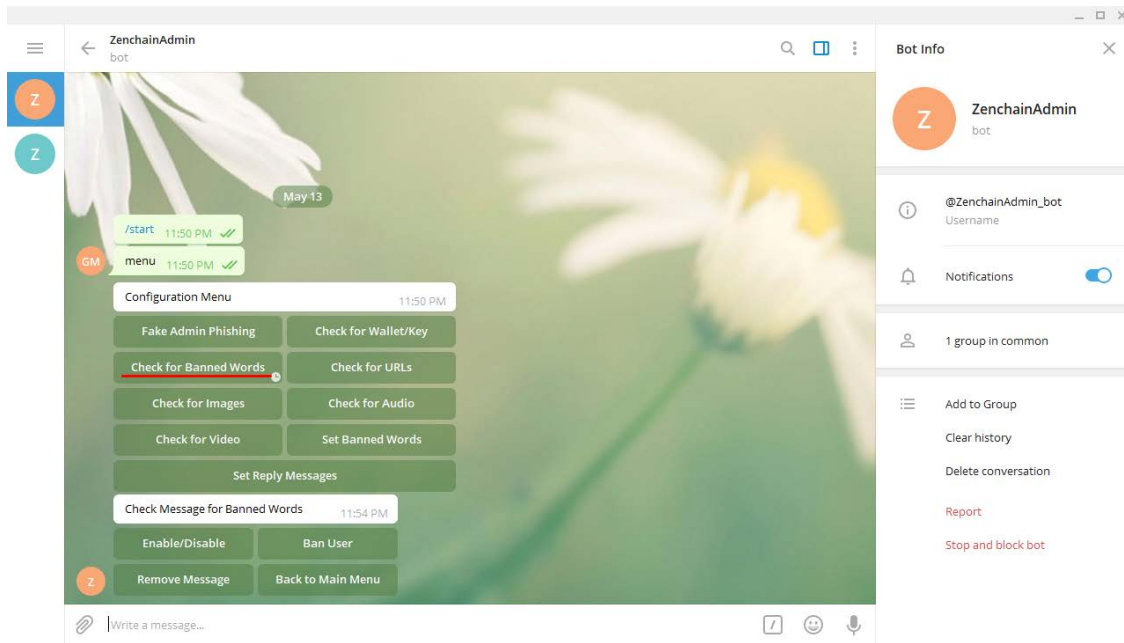 ZenchainAdmin
bot
Bot Info
Z
Z
Z
ZenchainAdmin
bot
May 13
/start 11:50 PM
GM
menu 11:50 PM
Configuration Menu 11:50 PM
Fake Admin Phishing
Check for Wallet/Key
Check for Banned Words
Check for URLs
Check for Images
Check for Audio
Check for Video
Set Banned Words
Set Reply Messages
Check Message for Banned Words 11:54 PM
Enable/Disable
Ban User
Z
Remove Message
Back to Main Menu
Write a message...
@ZenchainAdmin_bot
Username
Notifications
1 group in common
Add to Group
Clear history
Delete conversation
Report
Stop and block bot